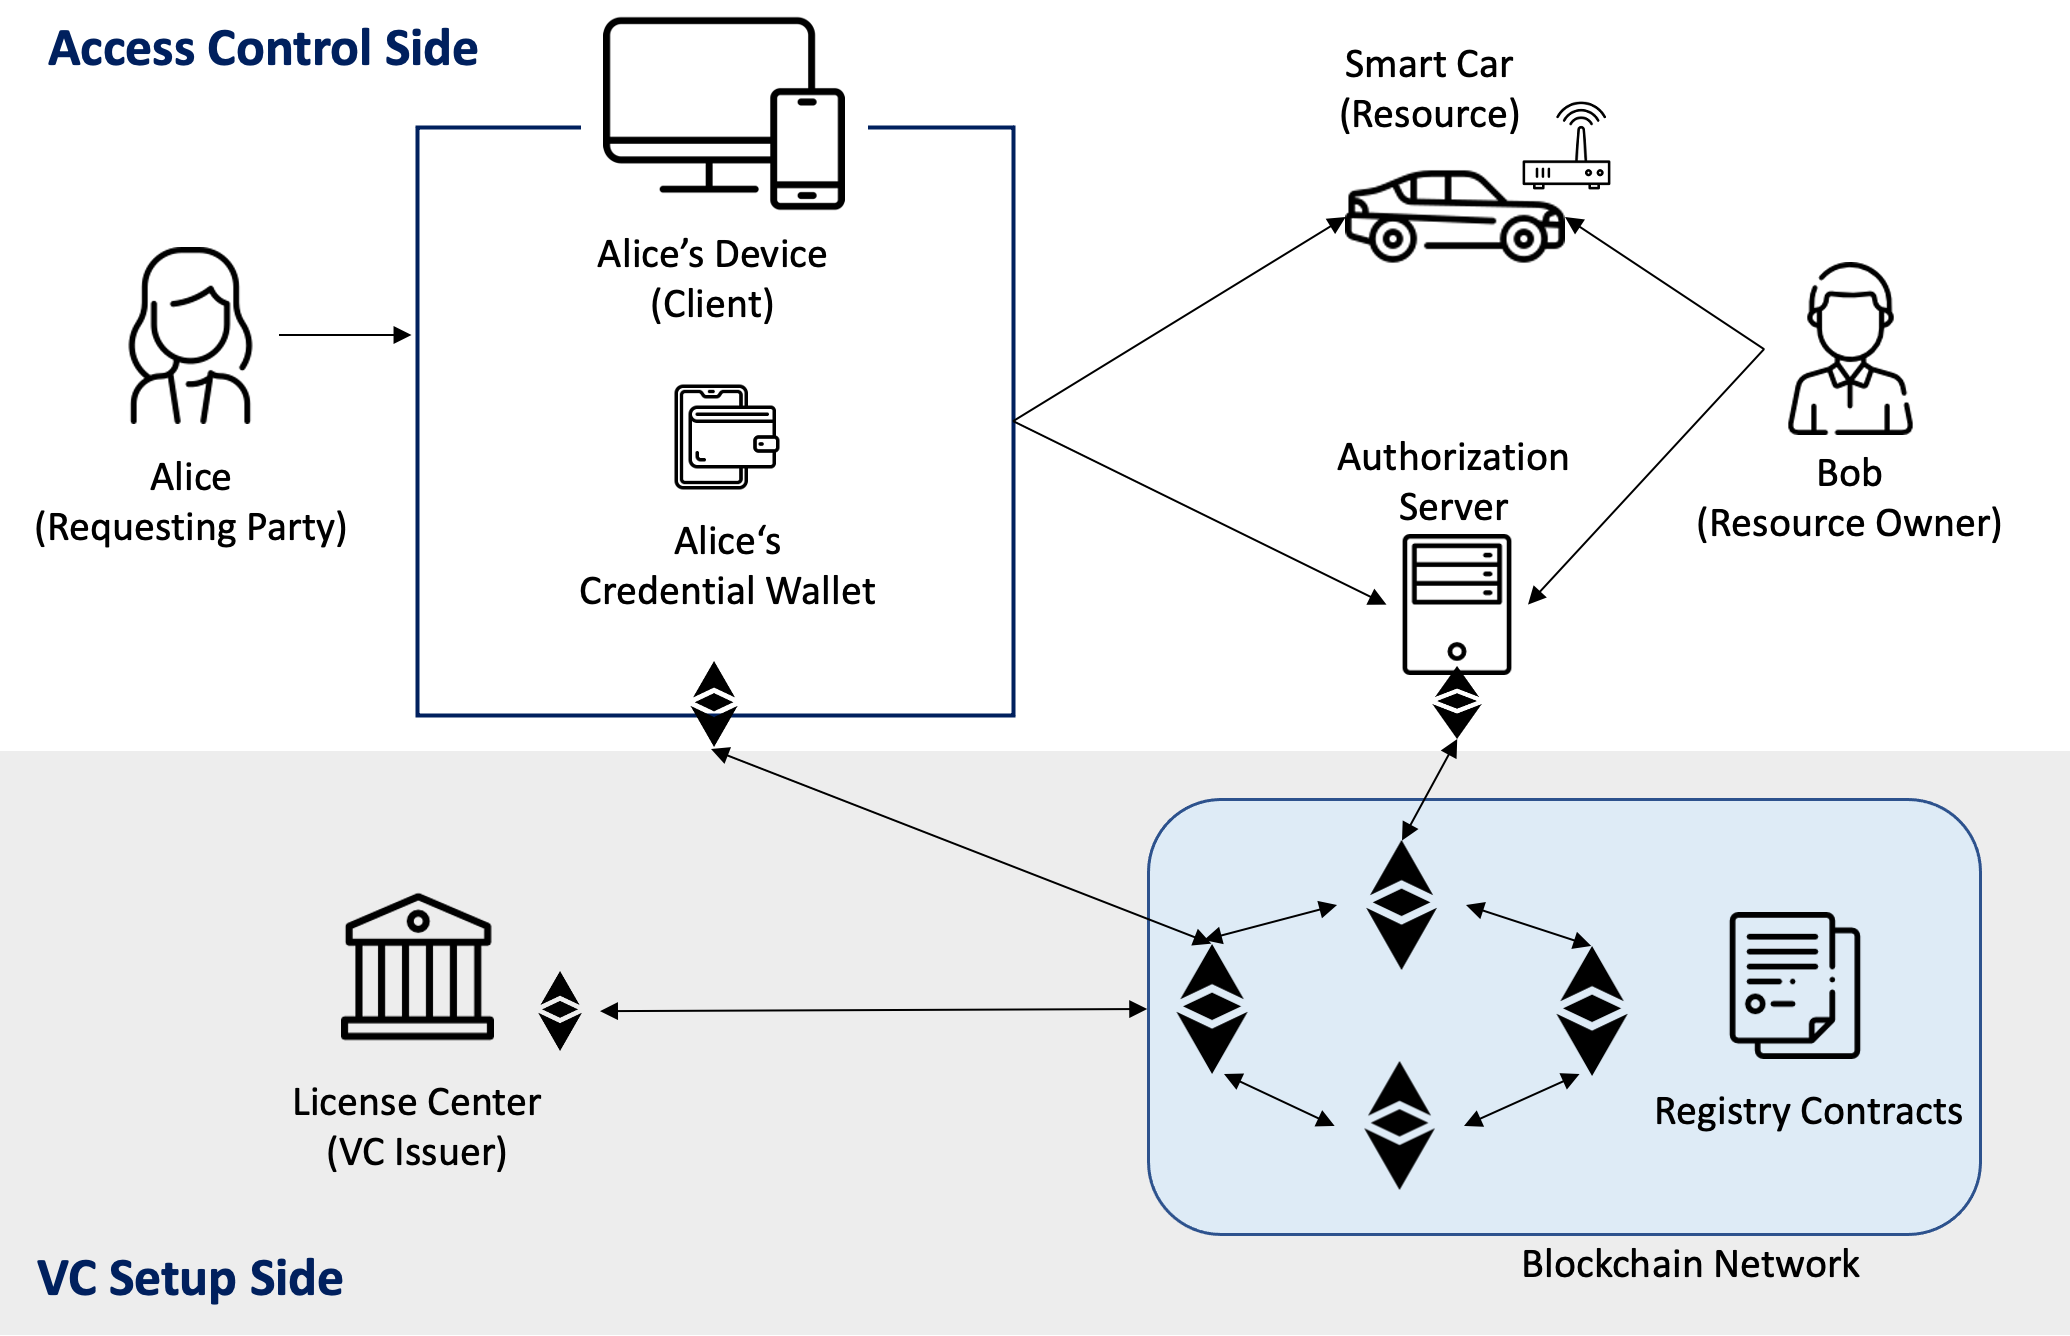 Access Control Side
Smart Car
(Resource)
Alice’s Device
(Client)
Alice
(Requesting Party)
Alice‘s
Credential Wallet
Authorization
Server
Bob
(Resource Owner)
License Center
(VC Issuer)
Registry Contracts
Blockchain Network
VC Setup Side